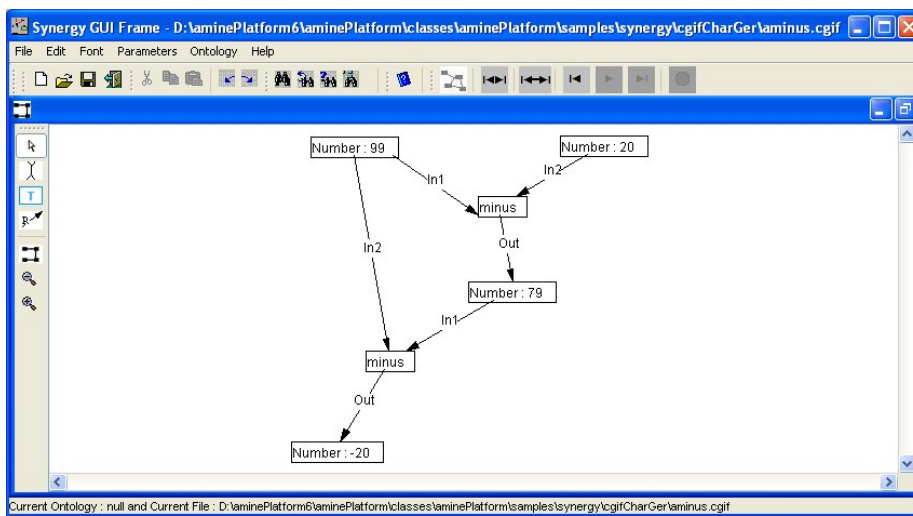 Synergy GUI Frame - D:\aminePlatform6\aminePlatform\classes\aminePlatform\samples\synergy\cgifCharGer\aminus.cgif
File Edit Font Parameters Ontology Help
T
R
Number : 99
Number : 20
In1
In2
minus
In2
Out
Number : 79
In1
minus
Out
Number : -20
Current Ontology : null and Current File : D:\aminePlatform6\aminePlatform\classes\aminePlatform\samples\synergy\cgifCharGer\aminus.cgif